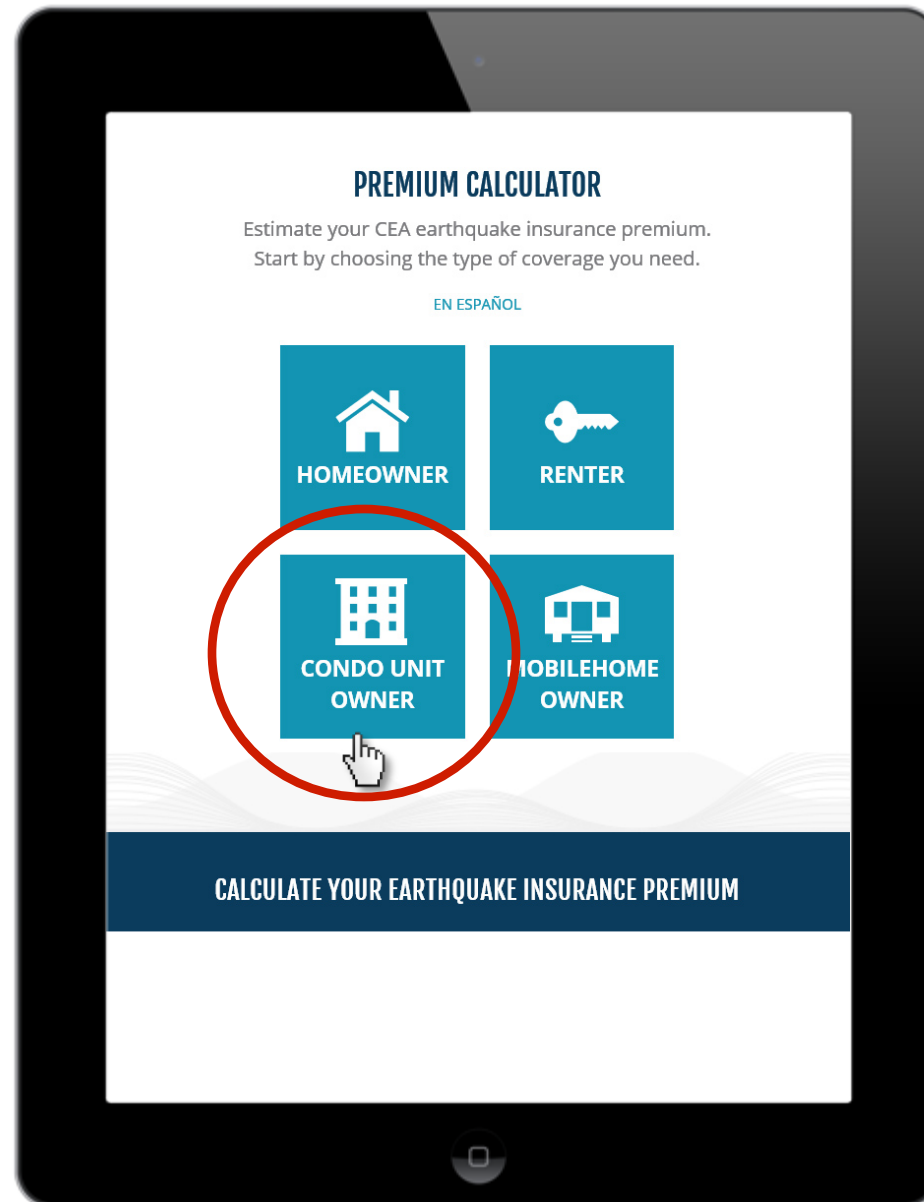 PREMIUM CALCULATOR
Estimate your CEA earthquake insurance premium.
Start by choosing the type of coverage you need.
EN ESPAÑOL
HOMEOWNER
RENTER
CONDO UNIT
OWNER
MOBILEHOME
OWNER
CALCULATE YOUR EARTHQUAKE INSURANCE PREMIUM